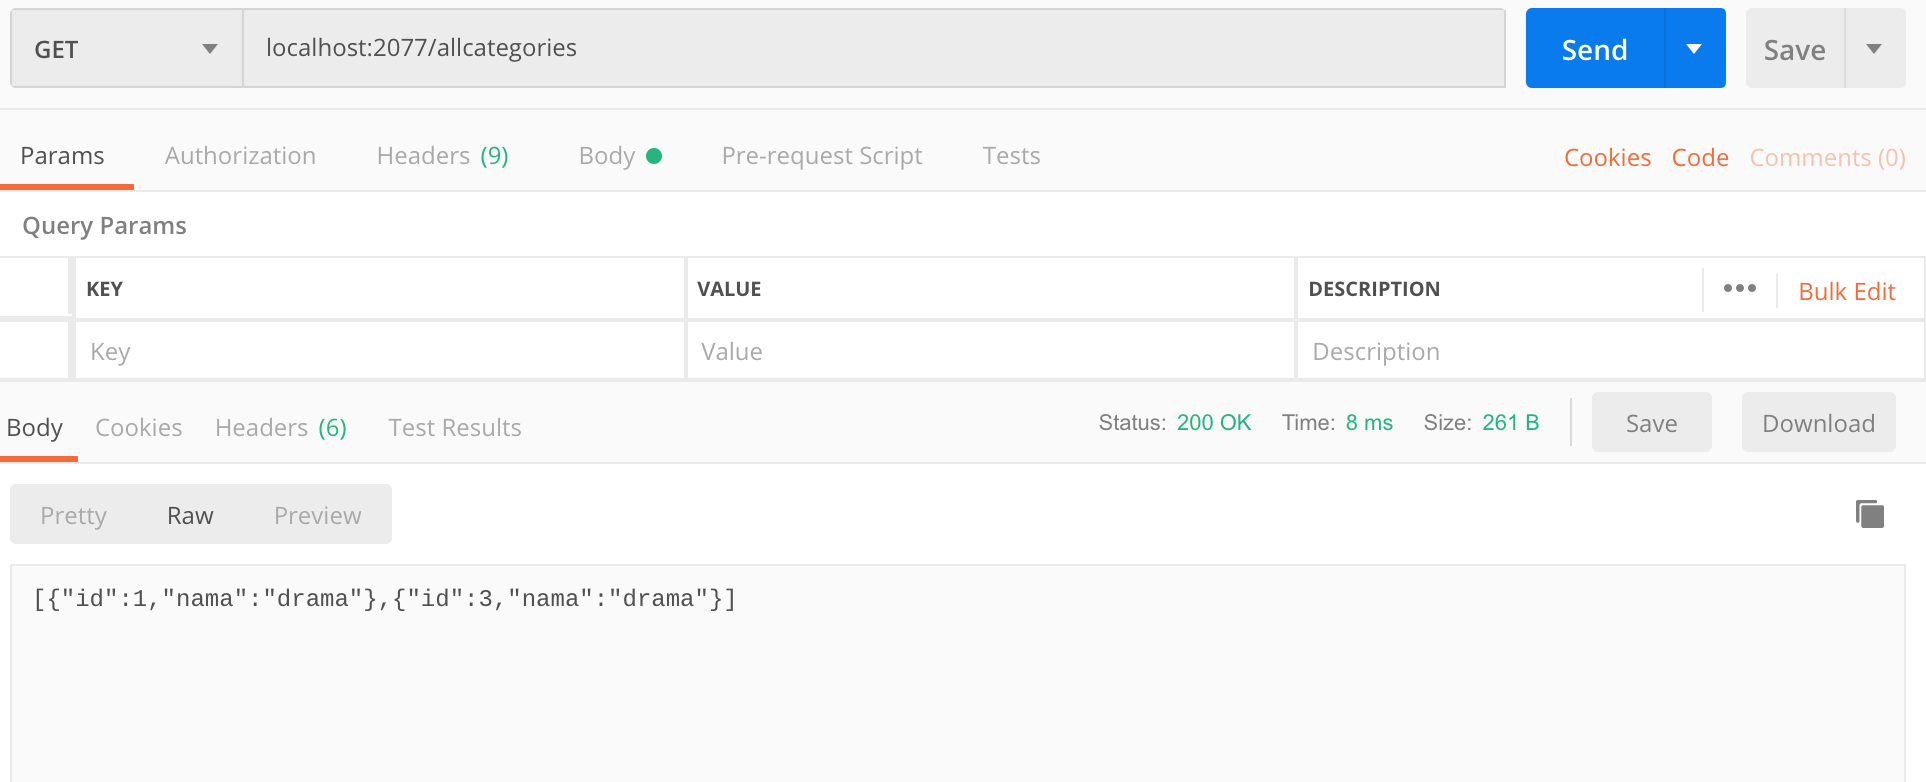 GET localhost:2077/allcategories Send Save
Params Authorization Headers (9) Body Pre-request Script Tests Cookies Code Comments (0)
Query Params
KEY VALUE DESCRIPTION ••• Bulk Edit
Key Value Description
Body Cookies Headers (6) Test Results Status: 200 OK Time: 8 ms Size: 261 B Save Download
Pretty Raw Preview
[{"id":1,"nama":"drama"},{"id":3,"nama":"drama"}]